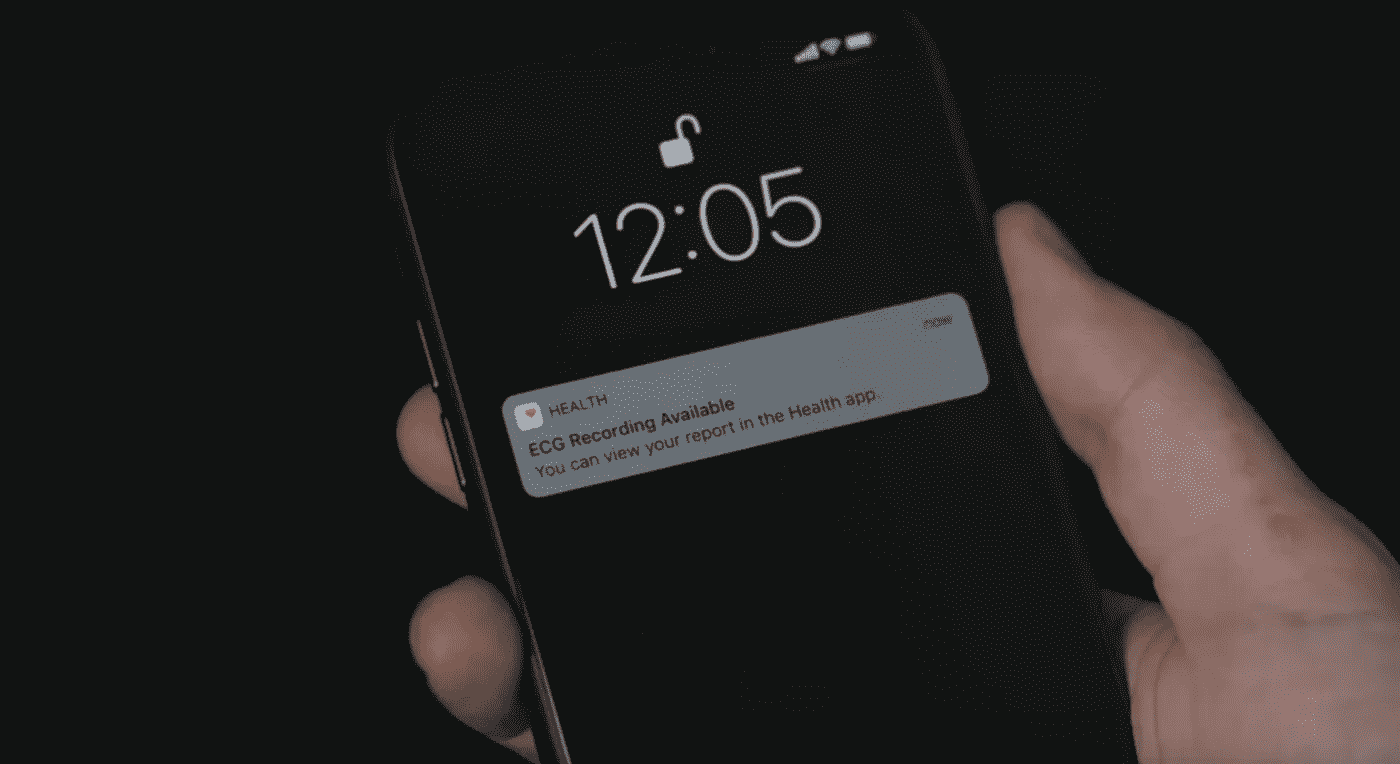 12:05
HEALTH
now
ECG Recording Available
You can view your report in the Health app.